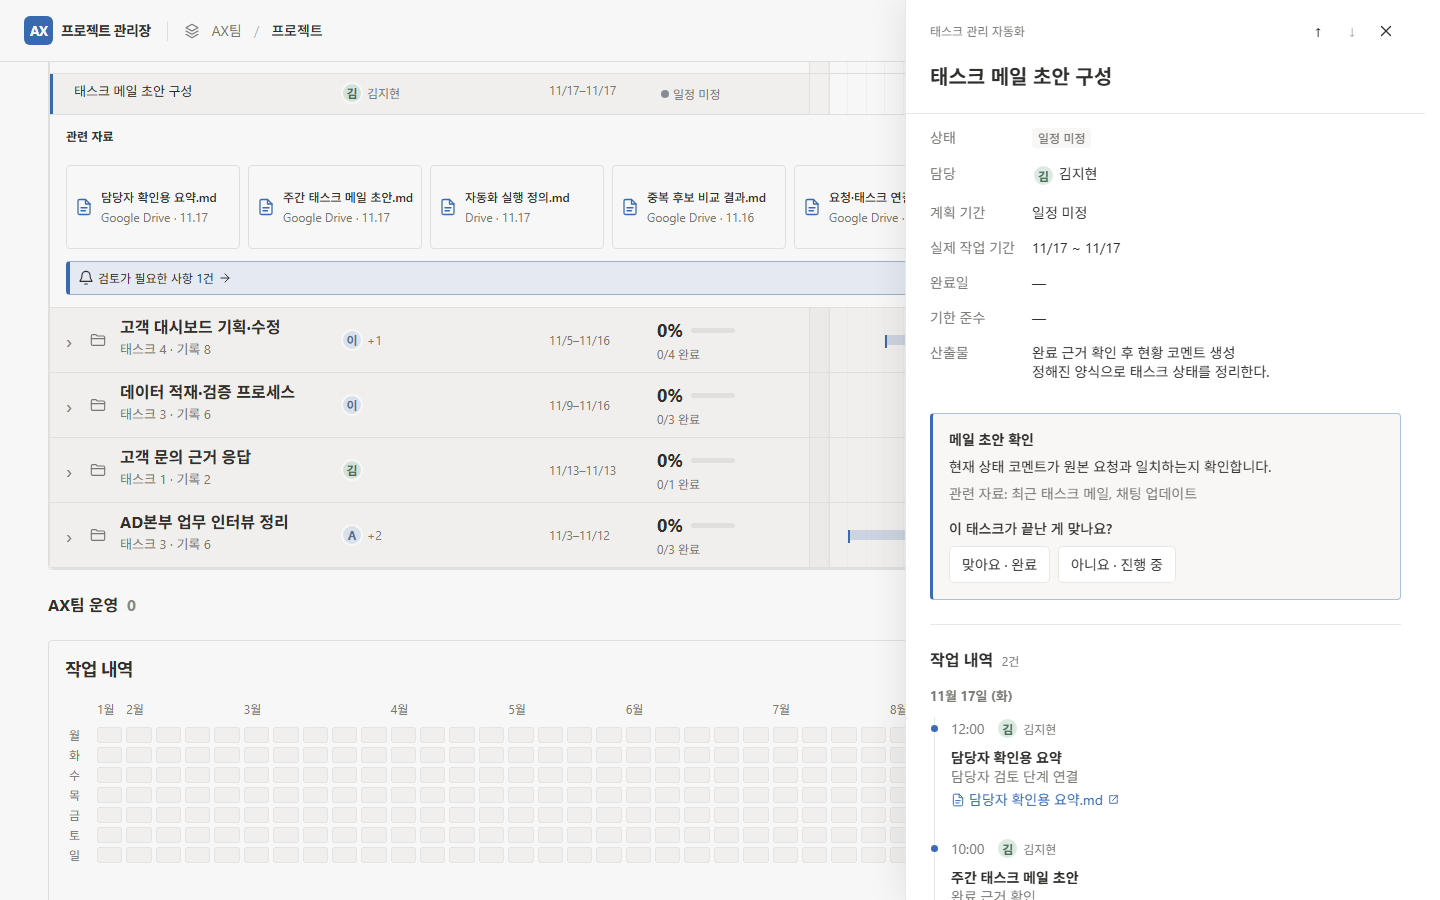 AX 프로젝트 관리장 AX팀 / 프로젝트
태스크 메일 초안 구성 김 김지현 11/17–11/17 일정 미정
관련 자료
담당자 확인용 요약.md
Google Drive · 11.17
주간 태스크 메일 초안.md
Google Drive · 11.17
자동화 실행 정의.md
Drive · 11.17
중복 후보 비교 결과.md
Google Drive · 11.16
요청·태스크 연결
Google Drive ·
검토가 필요한 사항 1건 →
고객 대시보드 기획·수정 이 +1 11/5–11/16 0%
태스크 4 · 기록 8 0/4 완료
데이터 적재·검증 프로세스 이 11/9–11/16 0%
태스크 3 · 기록 6 0/3 완료
고객 문의 근거 응답 김 11/13–11/13 0%
태스크 1 · 기록 2 0/1 완료
AD본부 업무 인터뷰 정리 A +2 11/3–11/12 0%
태스크 3 · 기록 6 0/3 완료
AX팀 운영 0
작업 내역
1월 2월 3월 4월 5월 6월 7월 8월
월
화
수
목
금
토
일
태스크 관리 자동화 ↑ ↓
태스크 메일 초안 구성
상태 일정 미정
담당 김 김지현
계획 기간 일정 미정
실제 작업 기간 11/17 ~ 11/17
완료일 —
기한 준수 —
산출물 완료 근거 확인 후 현황 코멘트 생성
정해진 양식으로 태스크 상태를 정리한다.
메일 초안 확인
현재 상태 코멘트가 원본 요청과 일치하는지 확인합니다.
관련 자료: 최근 태스크 메일, 채팅 업데이트
이 태스크가 끝난 게 맞나요?
맞아요 · 완료 아니요 · 진행 중
작업 내역 2건
11월 17일 (화)
12:00 김 김지현
담당자 확인용 요약
담당자 검토 단계 연결
담당자 확인용 요약.md
10:00 김 김지현
주간 태스크 메일 초안
완료 근거 확인